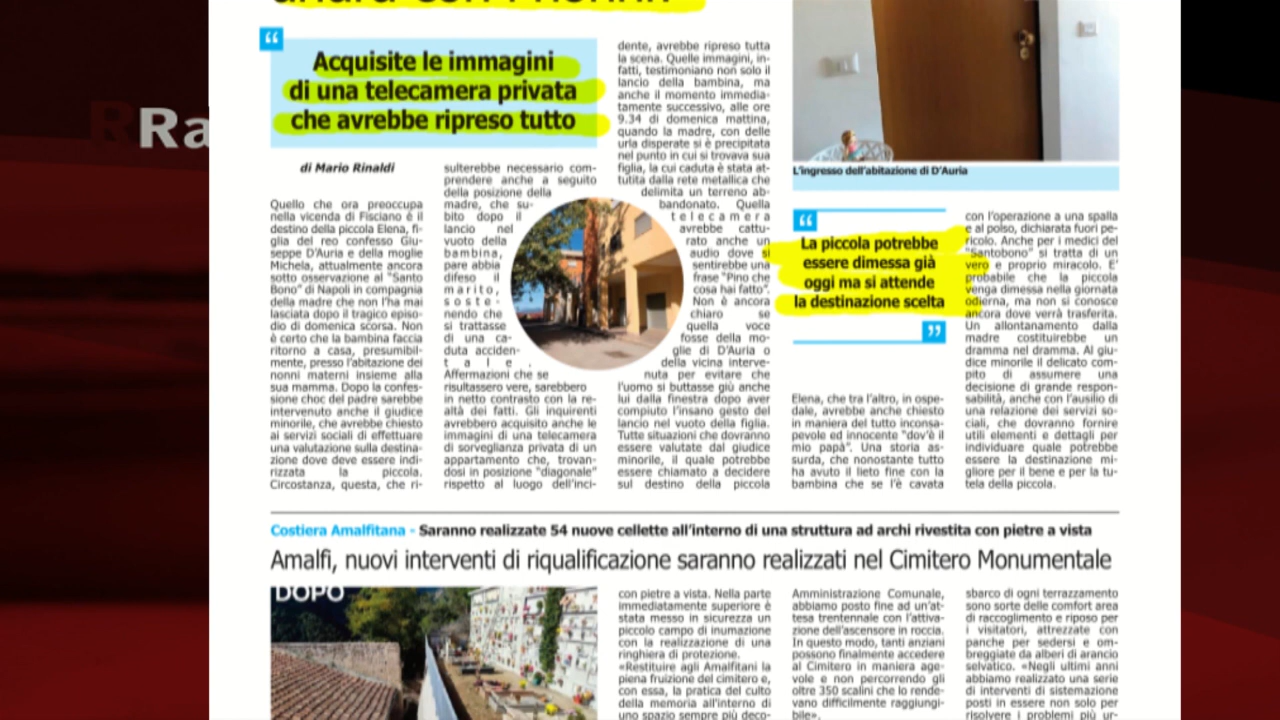 RRa
“
Acquisite le immagini
di una telecamera privata
che avrebbe ripreso tutto
di Mario Rinaldi
Quello che ora preoccupa
nella vicenda di Fisciano è il
destino della piccola Elena, fi-
glia del reo confesso Giu-
seppe D’Auria e della moglie
Michela, attualmente ancora
sotto osservazione al “Santo
Bono” di Napoli in compagnia
della madre che non l’ha mai
lasciata dopo il tragico episo-
dio di domenica scorsa. Non
è certo che la bambina faccia
ritorno a casa, presumibil-
mente, presso l’abitazione dei
nonni materni insieme alla
sua mamma. Dopo la confes-
sione choc del padre sarebbe
intervenuto anche il giudice
minorile, che avrebbe chiesto
ai servizi sociali di effettuare
una valutazione sulla destina-
zione dove deve essere indi-
rizzata la piccola.
Circostanza, questa, che ri-
sulterebbe necessario com-
prendere anche a seguito
della posizione della
madre, che su-
bito dopo il
lancio nel
vuoto della
bambina,
pare abbia
difeso il
marito,
soste-
nendo che
si trattasse
di una ca-
duta acciden-
tale.
Affermazioni che se
risultassero vere, sarebbero
in netto contrasto con la re-
altà dei fatti. Gli inquirenti
avrebbero acquisito anche le
immagini di una telecamera
di sorveglianza privata di un
appartamento che, trovan-
dosi in posizione “diagonale”
rispetto al luogo dell’inci-
dente, avrebbe ripreso tutta
la scena. Quelle immagini, in-
fatti, testimoniano non solo il
lancio della bambina, ma
anche il momento immedia-
tamente successivo, alle ore
9.34 di domenica mattina,
quando la madre, con delle
urla disperate si è precipitata
nel punto in cui si trovava sua
figlia, la cui caduta è stata at-
tutita dalla rete metallica che
delimita un terreno ab-
bandonato. Quella
telecamera
avrebbe cattu-
rato anche un
audio dove si
sentirebbe una
frase “Pino che
cosa hai fatto”.
Non è ancora
chiaro se
quella voce
fosse della mo-
glie di D’Auria o
della vicina interve-
nuta per evitare che
l’uomo si buttasse giù anche
lui dalla finestra dopo aver
compiuto l’insano gesto del
lancio nel vuoto della figlia.
Tutte situazioni che dovranno
essere valutate dal giudice
minorile, il quale potrebbe
essere chiamato a decidere
sul destino della piccola
L’ingresso dell’abitazione di D’Auria
“
La piccola potrebbe
essere dimessa già
oggi ma si attende
la destinazione scelta
”
Elena, che tra l’altro, in ospe-
dale, avrebbe anche chiesto
in maniera del tutto inconsa-
pevole ed innocente “dov’è il
mio papà”. Una storia as-
surda, che nonostante tutto
ha avuto il lieto fine con la
bambina che se l’è cavata
con l’operazione a una spalla
e al polso, dichiarata fuori pe-
ricolo. Anche per i medici del
“Santobono” si tratta di un
vero e proprio miracolo. E’
probabile che la piccola
venga dimessa nella giornata
odierna, ma non si conosce
ancora dove verrà trasferita.
Un allontanamento dalla
madre costituirebbe un
dramma nel dramma. Al giu-
dice minorile il delicato com-
pito di assumere una
decisione di grande respon-
sabilità, anche con l’ausilio di
una relazione dei servizi so-
ciali, che dovranno fornire
utili elementi e dettagli per
individuare quale potrebbe
essere la destinazione mi-
gliore per il bene e per la tu-
tela della piccola.
Costiera Amalfitana - Saranno realizzate 54 nuove cellette all’interno di una struttura ad archi rivestita con pietre a vista
Amalfi, nuovi interventi di riqualificazione saranno realizzati nel Cimitero Monumentale
DOPO
con pietre a vista. Nella parte
immediatamente superiore è
stato messo in sicurezza un
piccolo campo di inumazione
con la realizzazione di una
ringhiera di protezione.
«Restituire agli Amalfitani la
piena fruizione del cimitero e,
con essa, la pratica del culto
della memoria all’interno di
uno spazio sempre più deco-
Amministrazione Comunale,
abbiamo posto fine ad un’at-
tesa trentennale con l’attiva-
zione dell’ascensore in roccia.
In questo modo, tanti anziani
possono finalmente accedere
al Cimitero in maniera age-
vole e non percorrendo gli
oltre 350 scalini che lo rende-
vano difficilmente raggiungi-
bile».
sbarco di ogni terrazzamento
sono sorte delle comfort area
di raccoglimento e riposo per
i visitatori, attrezzate con
panche per sedersi e om-
breggiate da alberi di arancio
selvatico. «Negli ultimi anni
abbiamo realizzato una serie
di interventi di sistemazione
posti in essere non solo per
risolvere i problemi più ur-